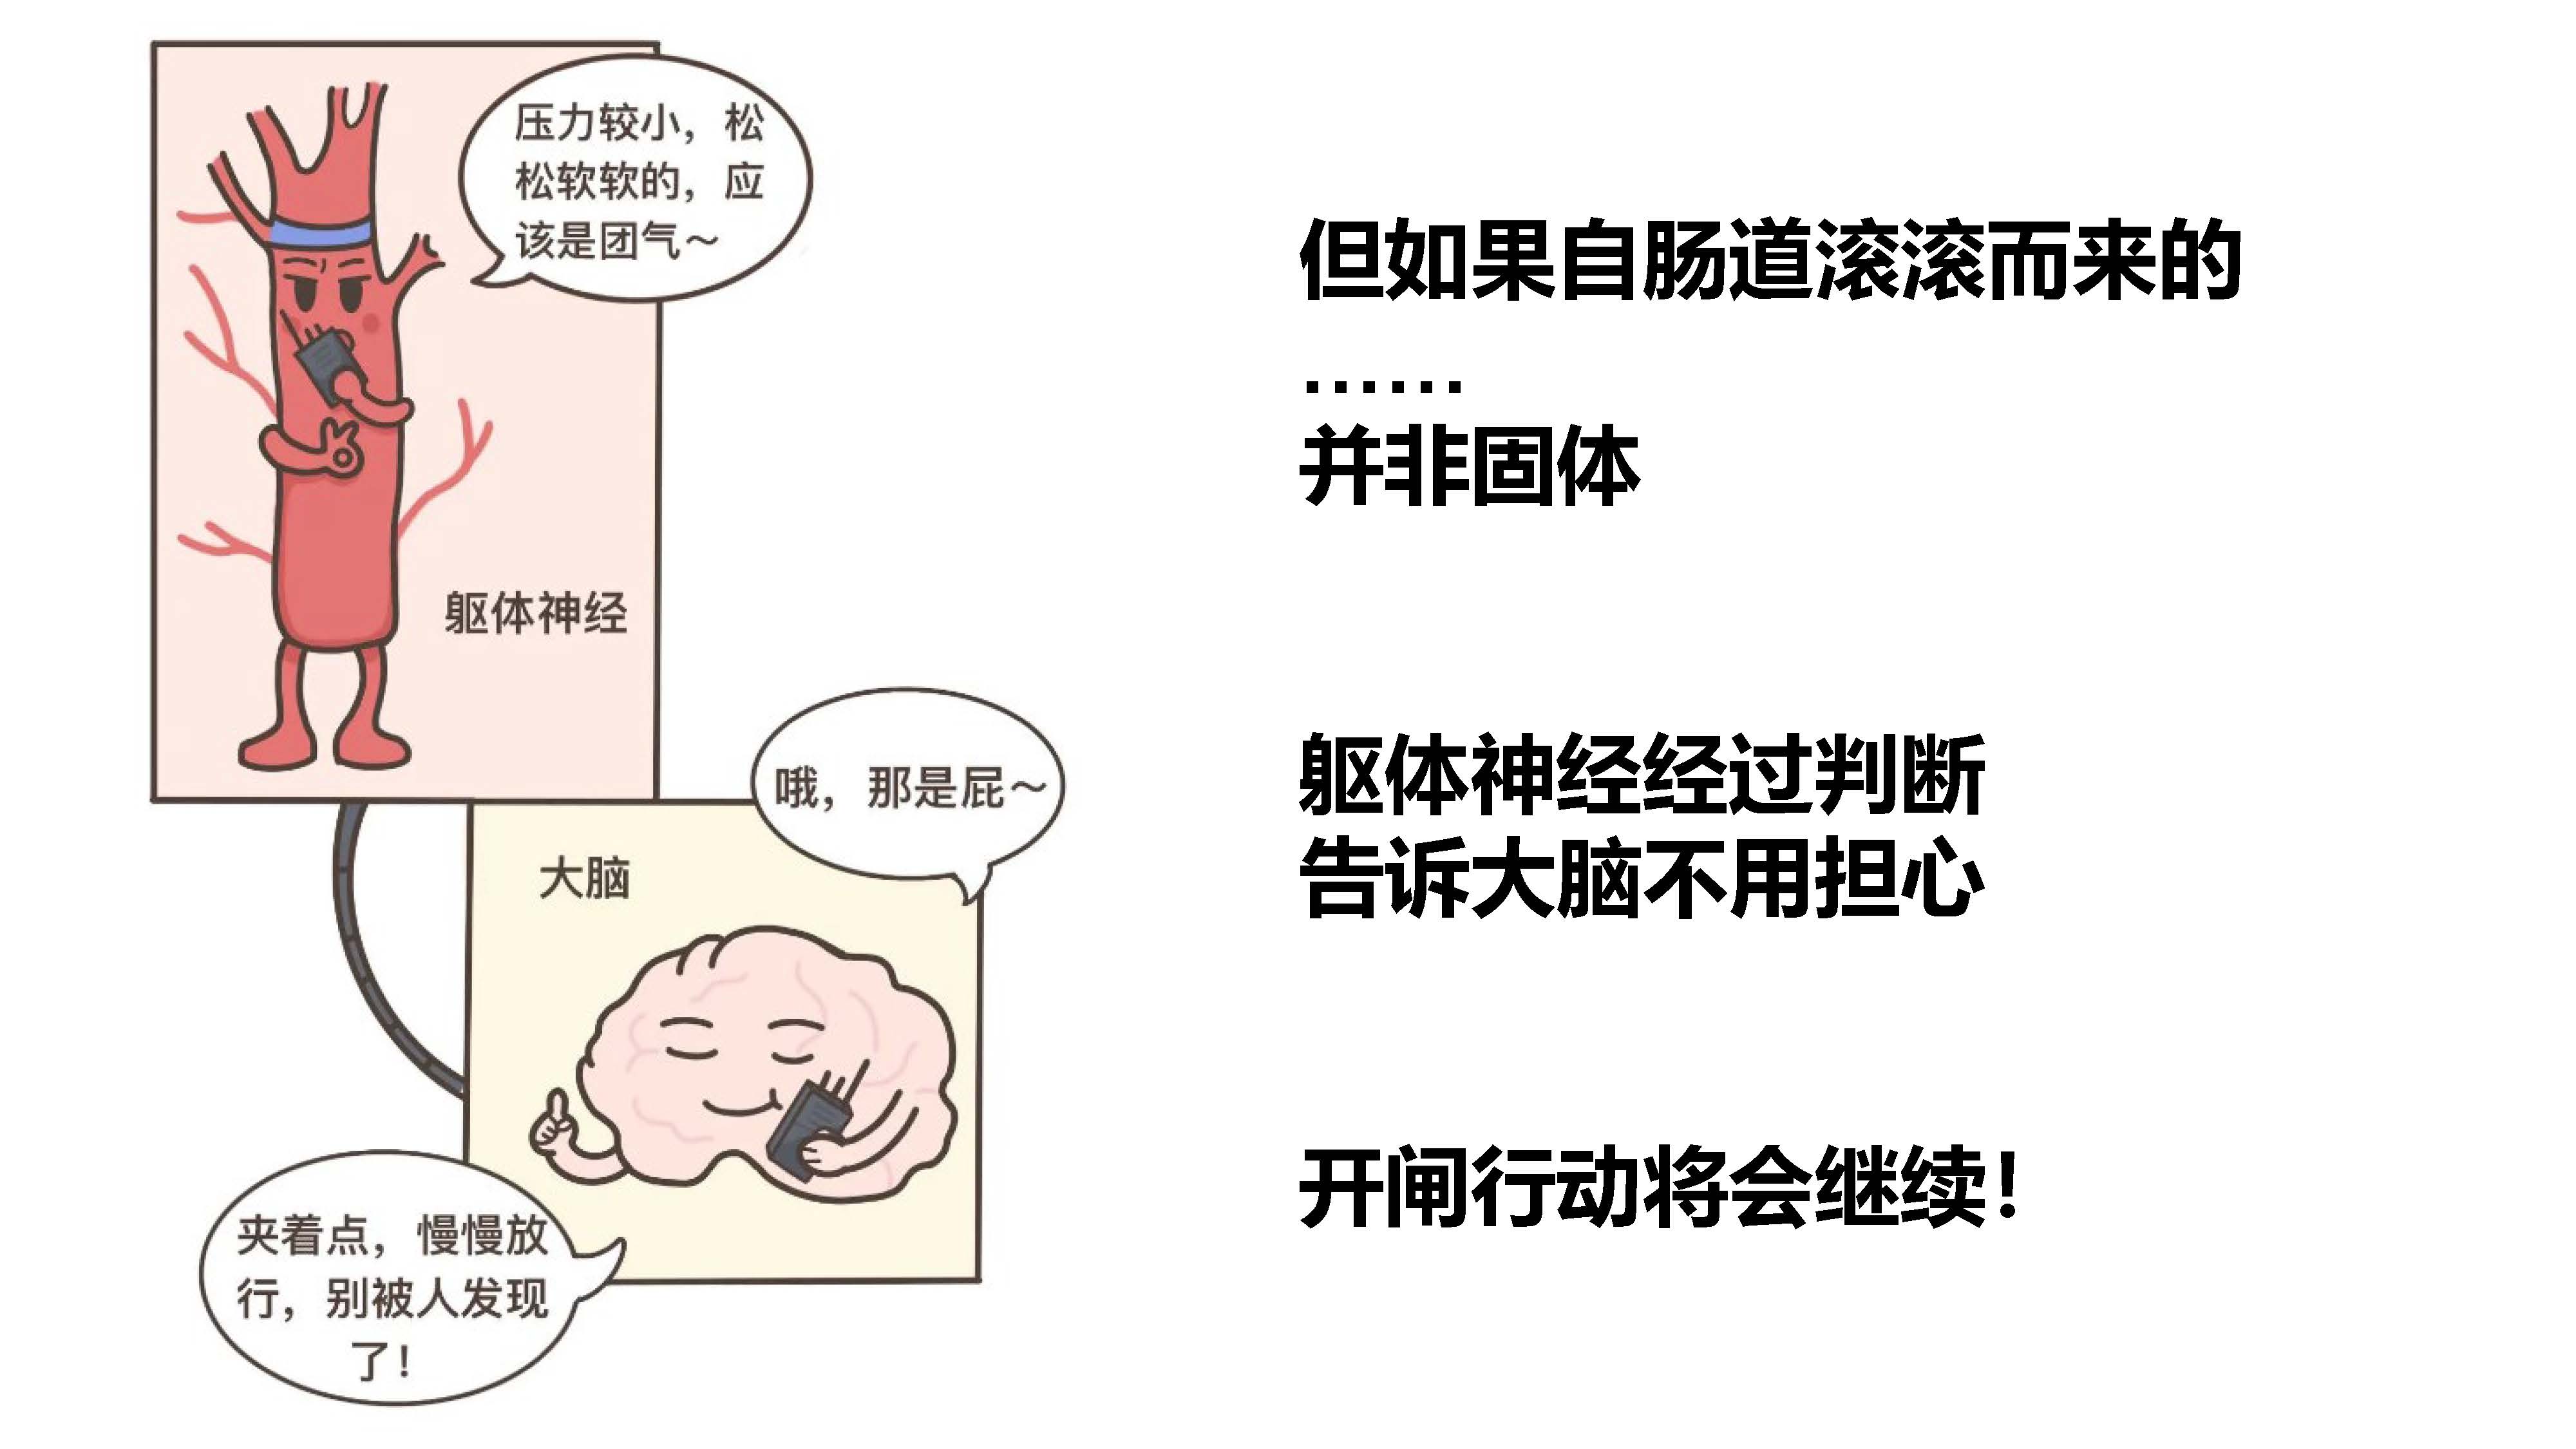 压力较小，松
松软软的，应
该是团气～
躯体神经
哦，那是屁～
大脑
夹着点，慢慢放
行，别被人发现
了！
但如果自肠道滚滚而来的
……
并非固体
躯体神经经过判断
告诉大脑不用担心
开闸行动将会继续！